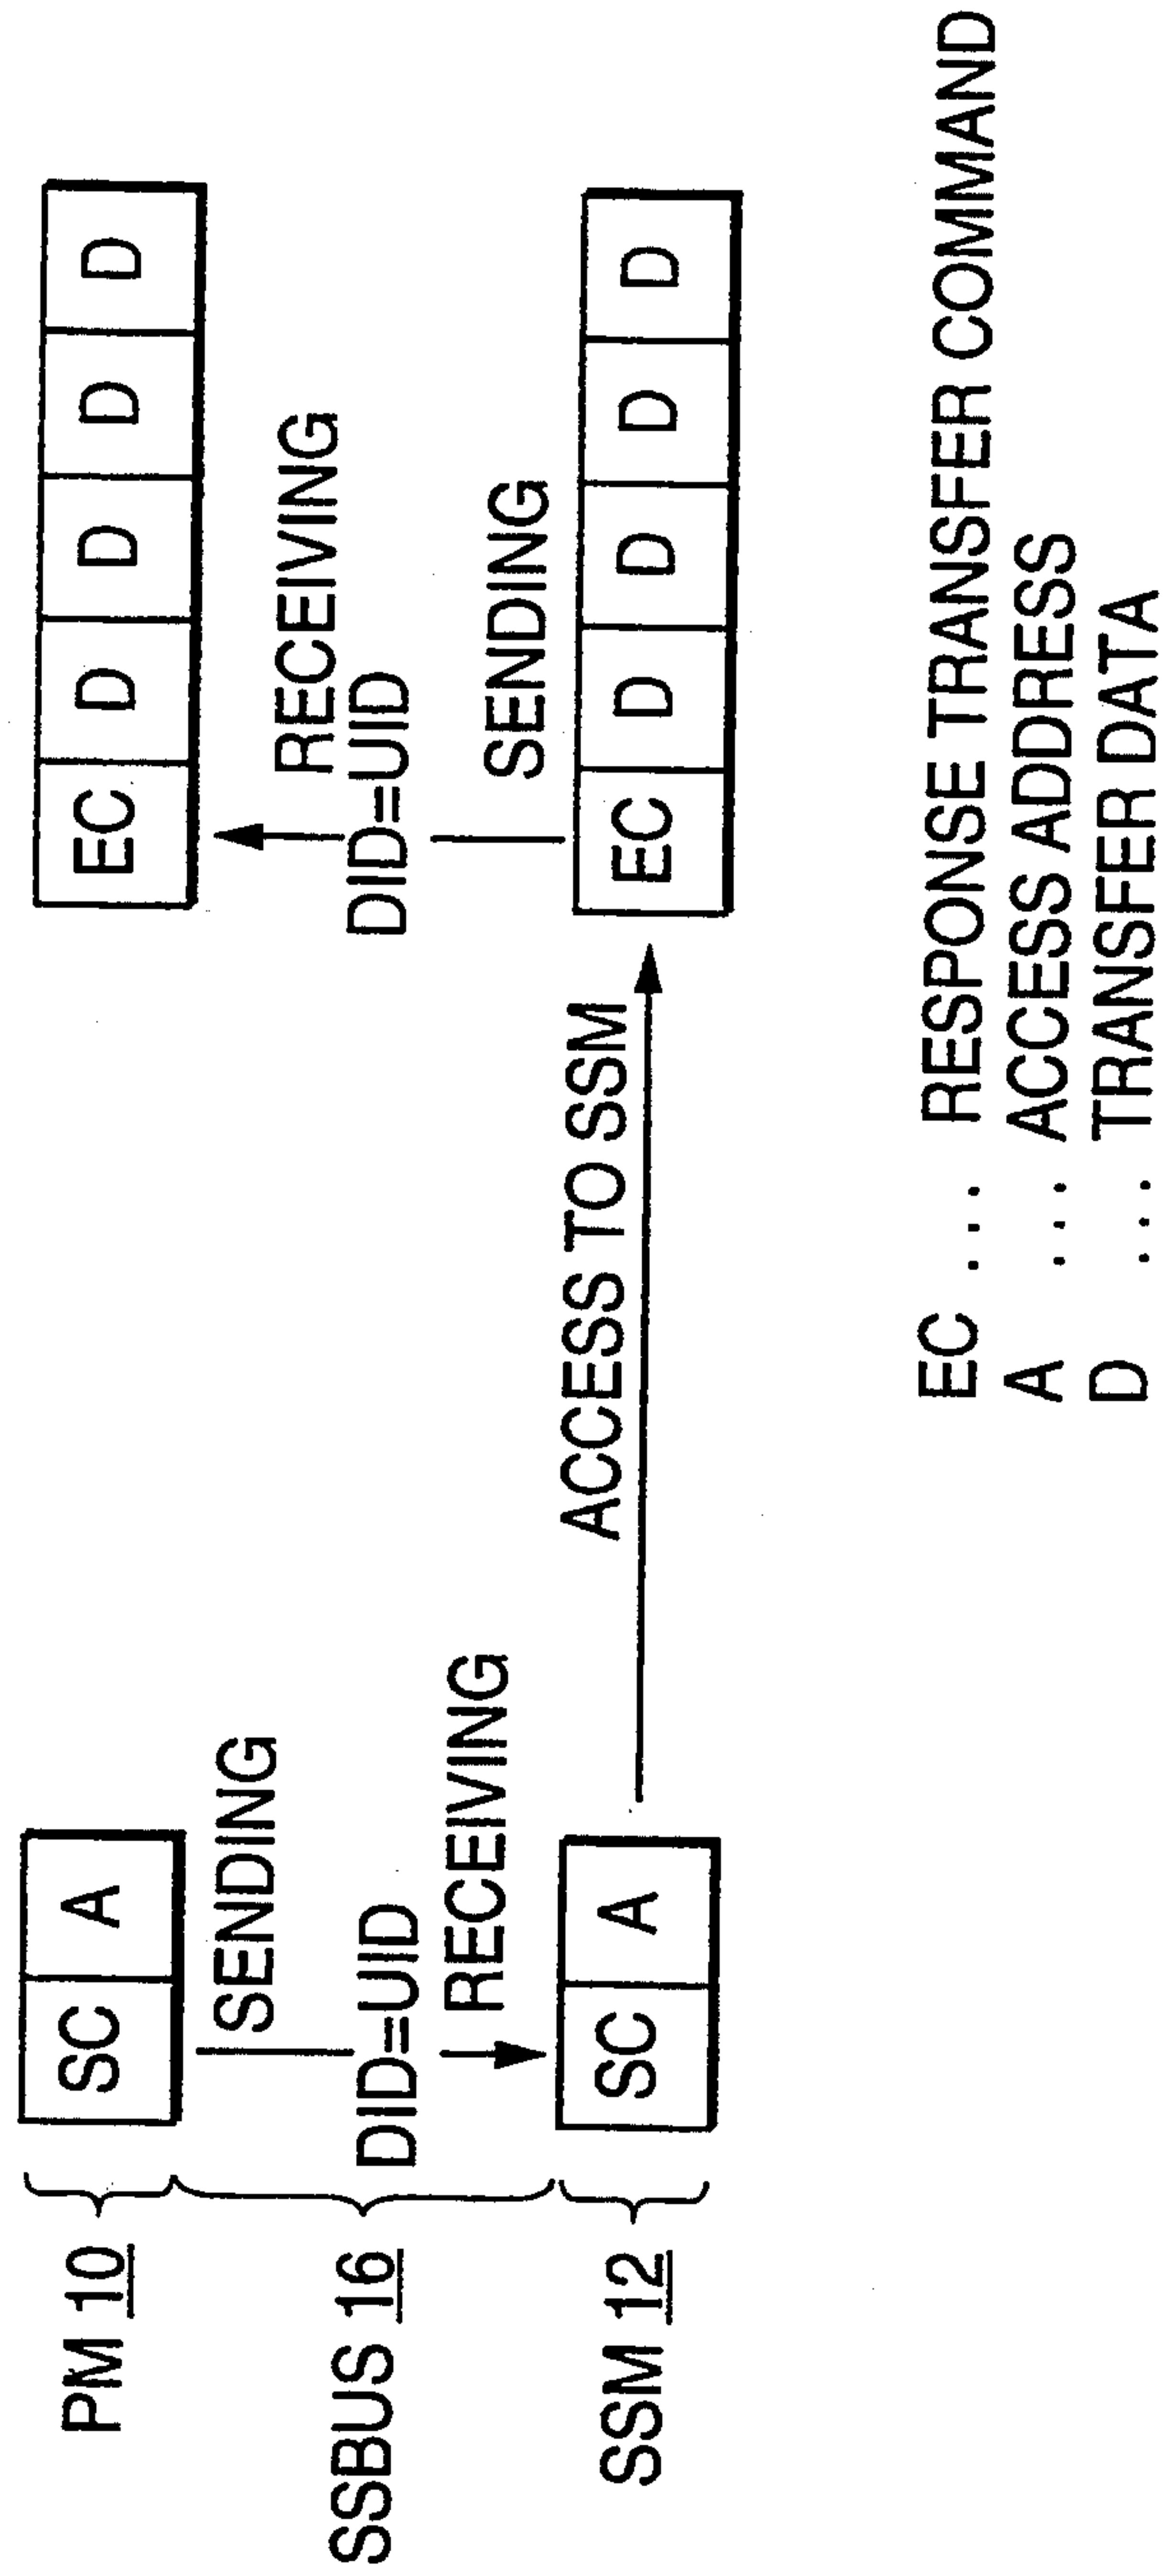 PM 10
SC A
EC D D D D
SENDING
RECEIVING
SSBUS 16
DID=UID
DID=UID
RECEIVING
SENDING
SSM 12
SC A
ACCESS TO SSM
EC D D D D
EC ... RESPONSE TRANSFER COMMAND
A ... ACCESS ADDRESS
D ... TRANSFER DATA